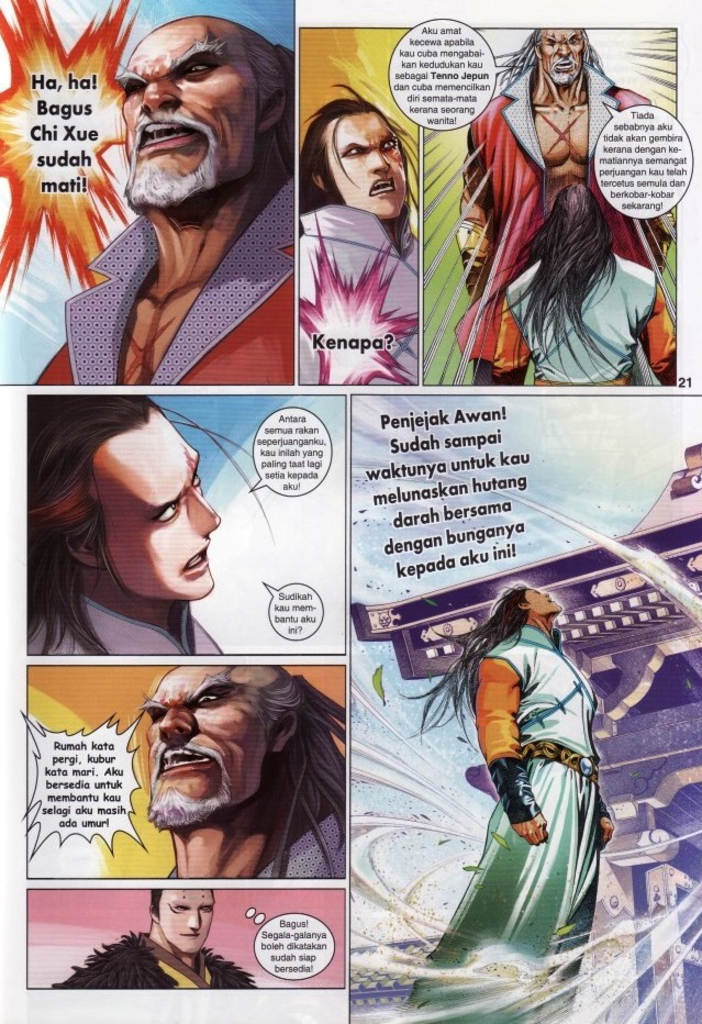 Ha, ha!
Bagus
Chi Xue
sudah
mati!
Kenapa?
Aku amat
kecewa apabila
kau cuba mengabai-
kan kedudukan kau
sebagai Tenno Jepun
dan cuba memencilkan
diri semata-mata
kerana seorang
wanita!
Tiada
sebabnya aku
tidak akan gembira
kerana dengan ke-
matiannya semangat
perjuangan kau telah
tercetus semula dan
berkobar-kobar
sekarang!
21
Antara
semua rakan
seperjuanganku,
kau inilah yang
paling taat lagi
setia kepada
aku!
Sudikah
kau mem-
bantu aku
ini?
Rumah kata
pergi, kubur
kata mari. Aku
bersedia untuk
membantu kau
selagi aku masih
ada umur!
Bagus!
Segala-galanya
boleh dikatakan
sudah siap
bersedia!
Penjejak Awan!
Sudah sampai
waktunya untuk kau
melunaskan hutang
darah bersama
dengan bunganya
kepada aku ini!